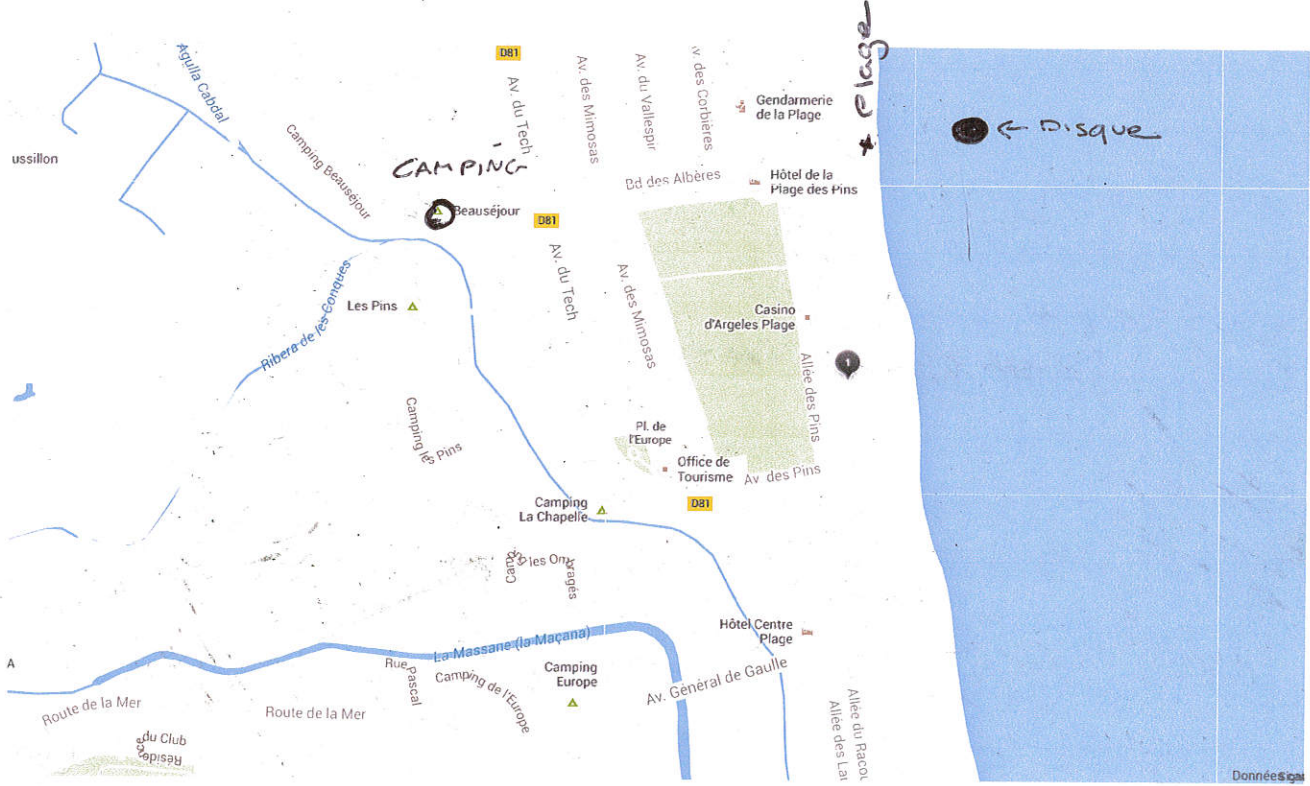 D81
Plage
Agulla Cabdal
Av. du Tech
Av. des Mimosas
Av. du Vallespir
Av. des Corbières
Gendarmerie
de la Plage
← Disque
ussillon
Camping Beauséjour
CAMPING
Bd des Albères
Hôtel de la
Plage des Pins
Beauséjour
D81
Av. du Tech
Av. des Mimosas
Ribera de les Conques
Les Pins
Casino
d'Argeles Plage
1
Allée des Pins
Camping les Pins
Pl. de
l'Europe
Office de
Tourisme
Av. des Pins
Camping
La Chapelle
D81
Camping les Ombragés
Hôtel Centre
Plage
La Massane (la Maçana)
A
Rue Pascal
Camping de l'Europe
Camping
Europe
Av. Général de Gaulle
Route de la Mer
Route de la Mer
Résidence du Club
Allée des
Allée du
Données